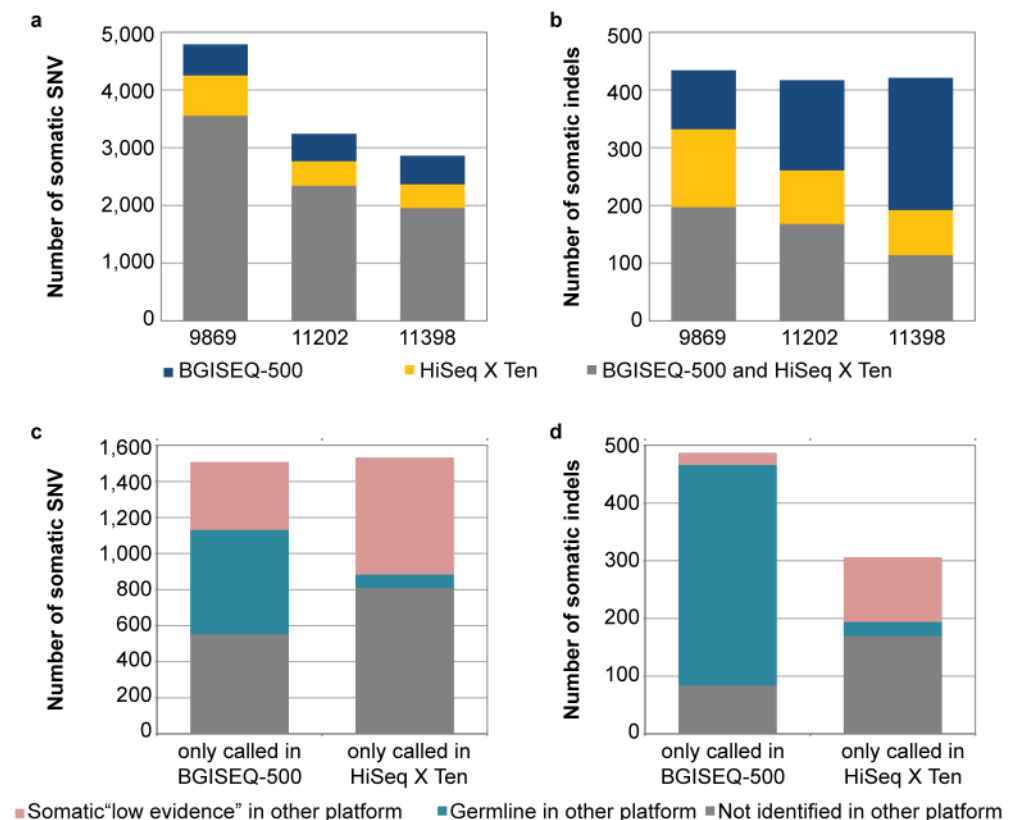 a
Number of somatic SNV
5,000
4,000
3,000
2,000
1,000
0
9869 11202 11398
b
Number of somatic indels
500
400
300
200
100
0
9869 11202 11398
BGISEQ-500 HiSeq X Ten BGISEQ-500 and HiSeq X Ten
c
Number of somatic SNV
1,600
1,400
1,200
1,000
800
600
400
200
0
only called in BGISEQ-500
only called in HiSeq X Ten
d
Number of somatic indels
500
400
300
200
100
0
only called in BGISEQ-500
only called in HiSeq X Ten
Somatic“low evidence” in other platform Germline in other platform Not identified in other platform